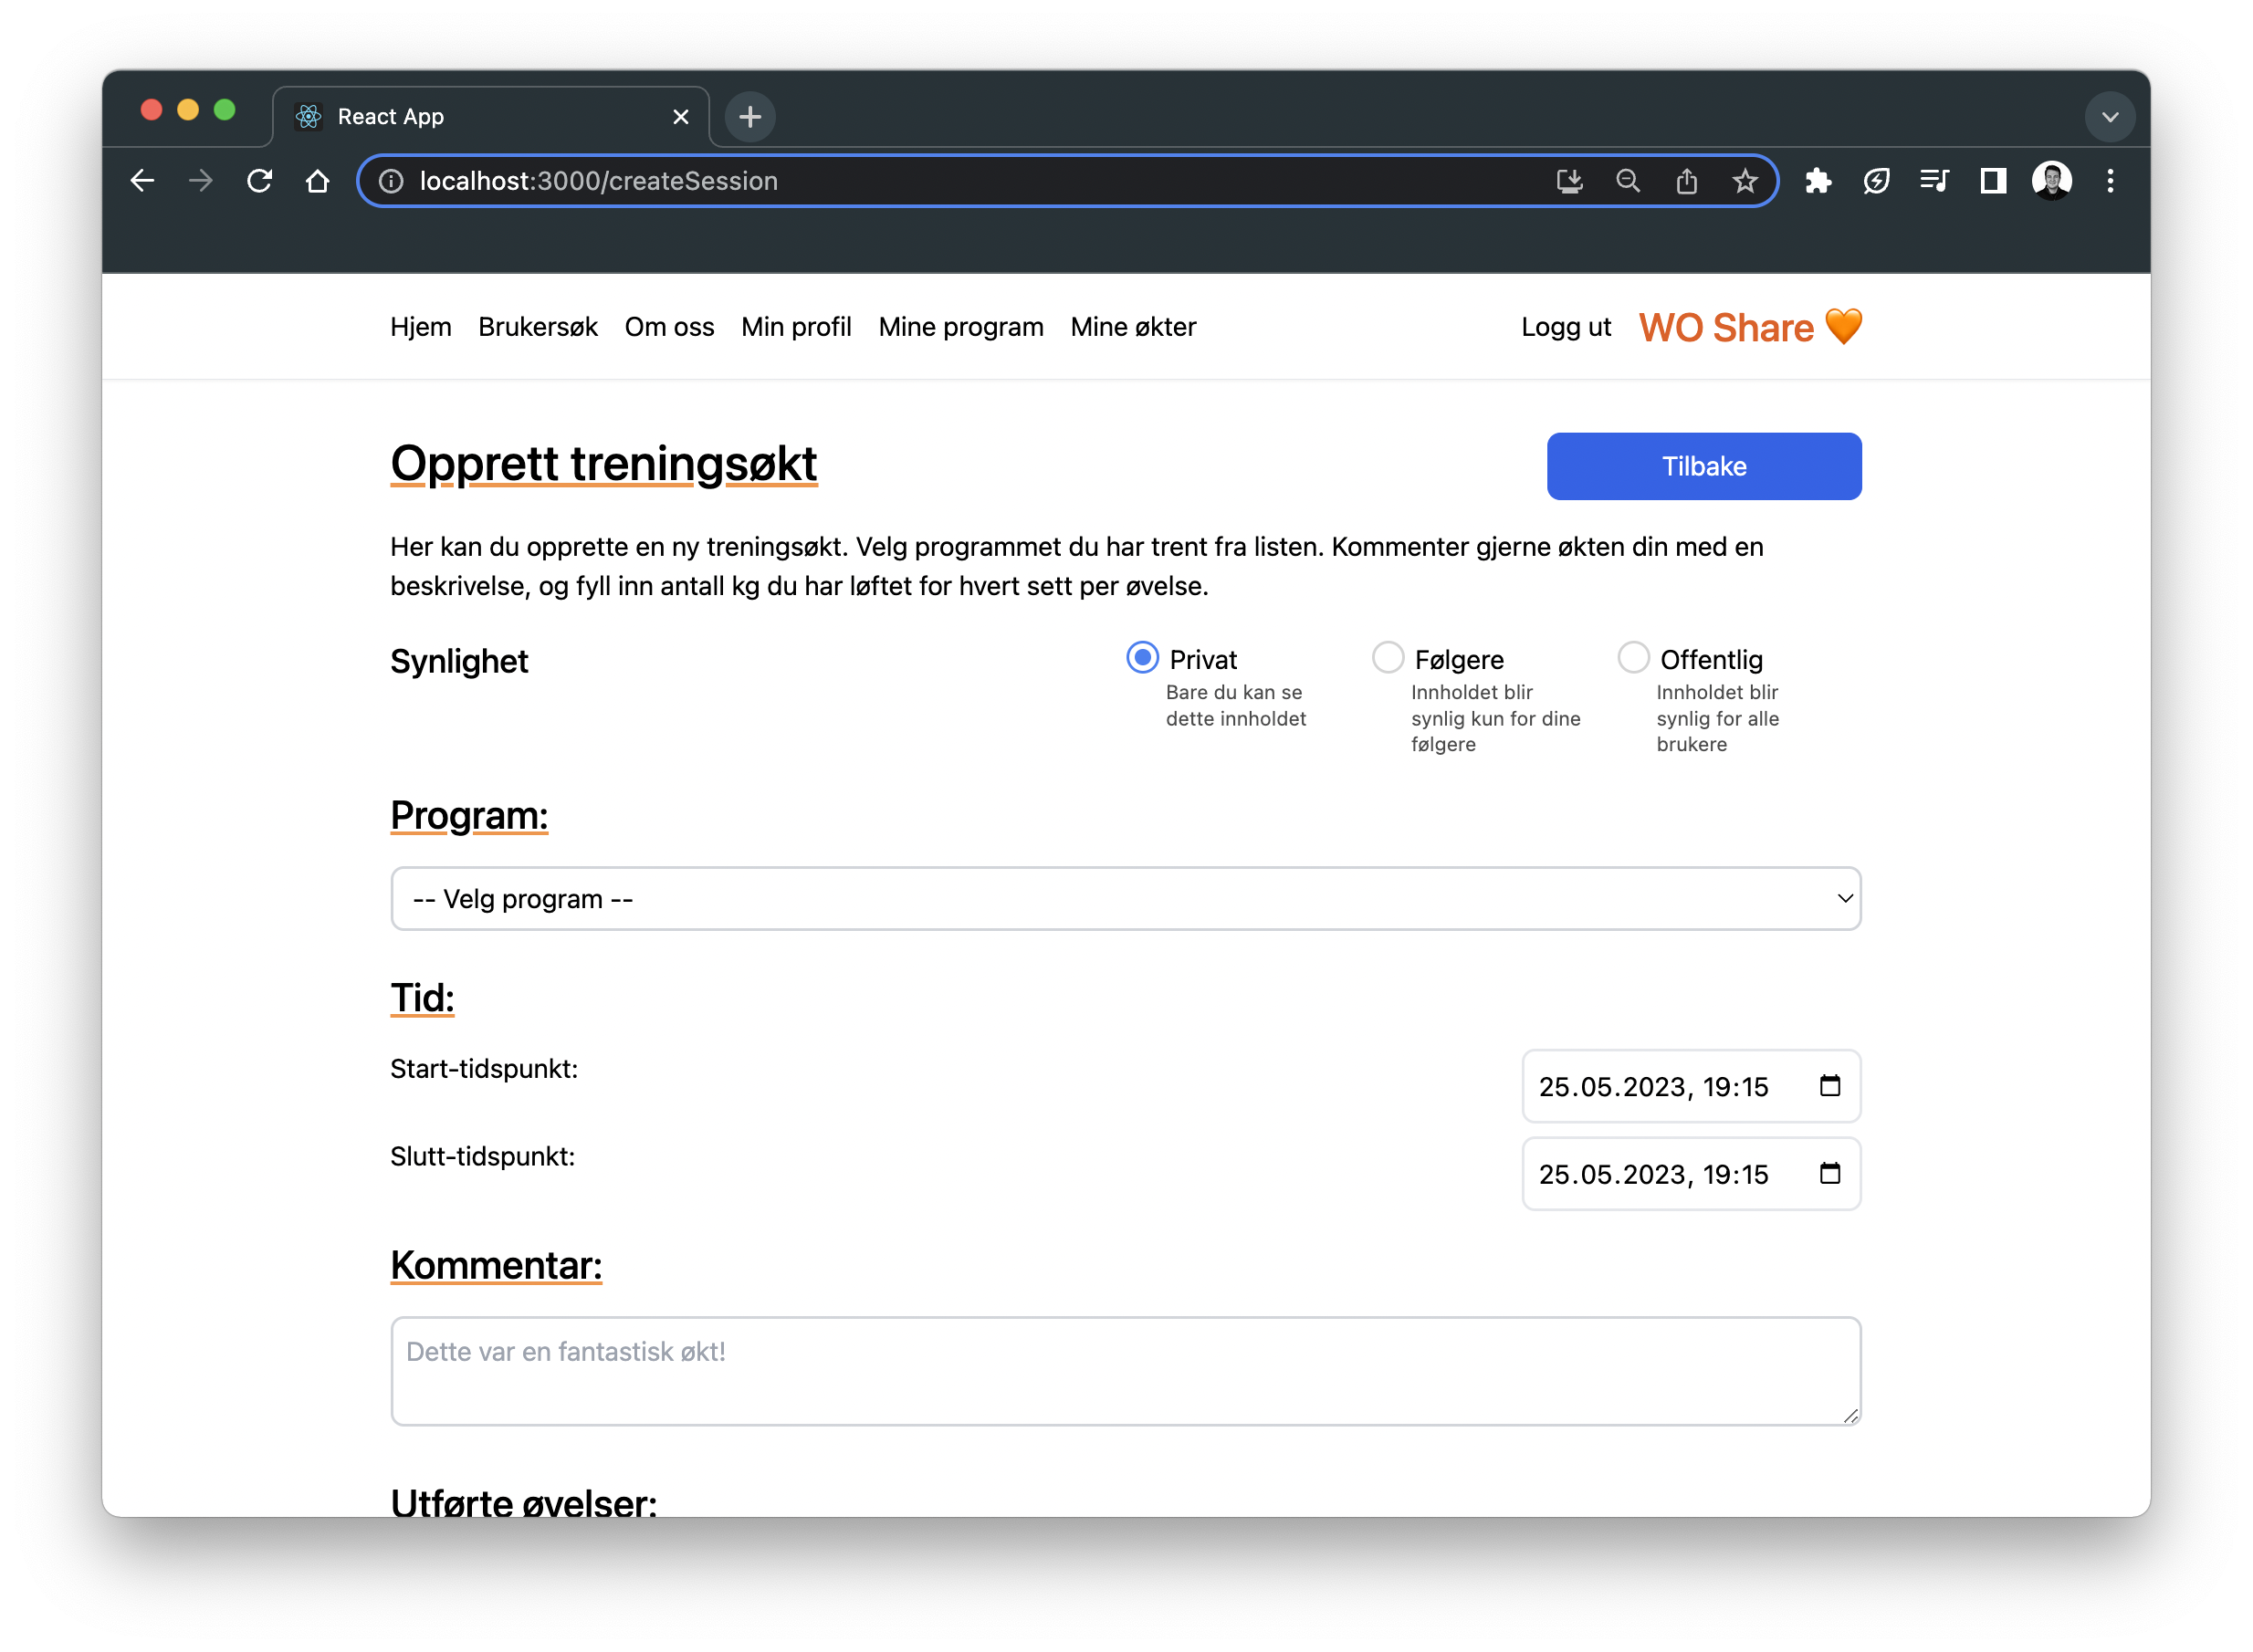 React App
localhost:3000/createSession
Hjem Brukersøk Om oss Min profil Mine program Mine økter Logg ut WO Share 🧡
Opprett treningsøkt
Tilbake
Her kan du opprette en ny treningsøkt. Velg programmet du har trent fra listen. Kommenter gjerne økten din med en
beskrivelse, og fyll inn antall kg du har løftet for hvert sett per øvelse.
Synlighet
Privat
Bare du kan se
dette innholdet
Følgere
Innholdet blir
synlig kun for dine
følgere
Offentlig
Innholdet blir
synlig for alle
brukere
Program:
-- Velg program --
Tid:
Start-tidspunkt:
25.05.2023, 19:15
Slutt-tidspunkt:
25.05.2023, 19:15
Kommentar:
Dette var en fantastisk økt!
Utførte øvelser: